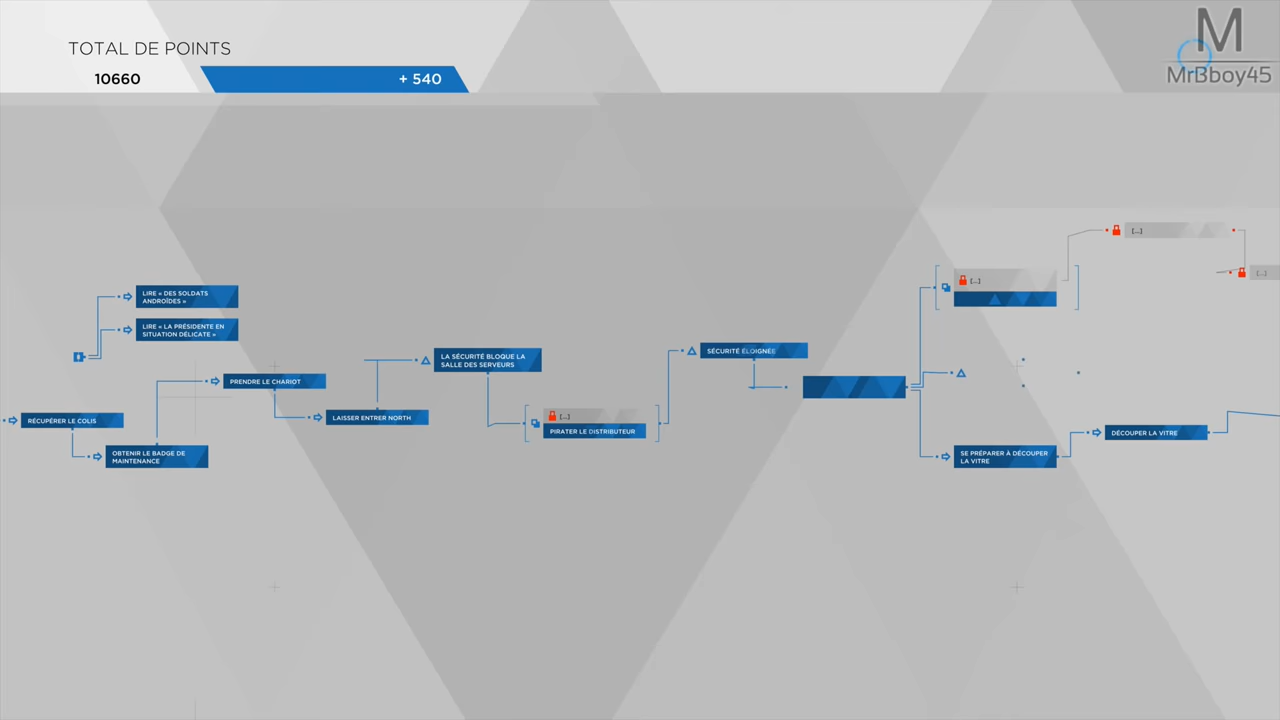 TOTAL DE POINTS
10660
+ 540
M
MrBboy45
[...]
[...]
[...]
LIRE « DES SOLDATS
ANDROÏDES »
LIRE « LA PRÉSIDENTE EN
SITUATION DÉLICATE »
SÉCURITÉ ÉLOIGNÉE
LA SÉCURITÉ BLOQUE LA
SALLE DES SERVEURS
PRENDRE LE CHARIOT
RÉCUPÉRER LE COLIS
LAISSER ENTRER NORTH
[...]
PIRATER LE DISTRIBUTEUR
DÉCOUPER LA VITRE
OBTENIR LE BADGE DE
MAINTENANCE
SE PRÉPARER À DÉCOUPER
LA VITRE